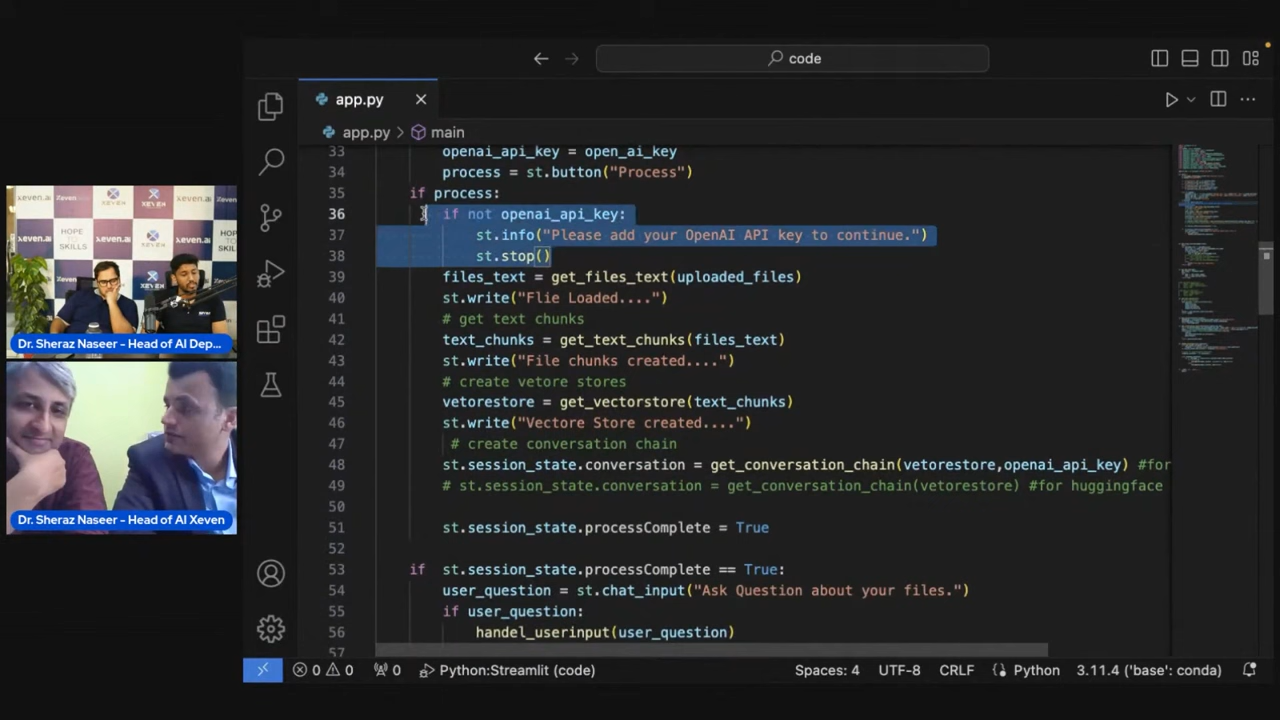 code
app.py
app.py > main
33 openai_api_key = open_ai_key
34 process = st.button("Process")
35 if process:
36 if not openai_api_key:
37 st.info("Please add your OpenAI API key to continue.")
38 st.stop()
39 files_text = get_files_text(uploaded_files)
40 st.write("Flie Loaded....")
41 # get text chunks
42 text_chunks = get_text_chunks(files_text)
43 st.write("File chunks created....")
44 # create vetore stores
45 vetorestore = get_vectorstore(text_chunks)
46 st.write("Vectore Store created....")
47 # create conversation chain
48 st.session_state.conversation = get_conversation_chain(vetorestore,openai_api_key) #for
49 # st.session_state.conversation = get_conversation_chain(vetorestore) #for huggingface
50
51 st.session_state.processComplete = True
52
53 if st.session_state.processComplete == True:
54 user_question = st.chat_input("Ask Question about your files.")
55 if user_question:
56 handel_userinput(user_question)
57
0 0 0 Python:Streamlit (code) Spaces: 4 UTF-8 CRLF Python 3.11.4 ('base': conda)
xeven.ai
XEVEN
HOPE TO SKILLS
Dr. Sheraz Naseer - Head of AI Dep...
Dr. Sheraz Naseer - Head of AI Xeven